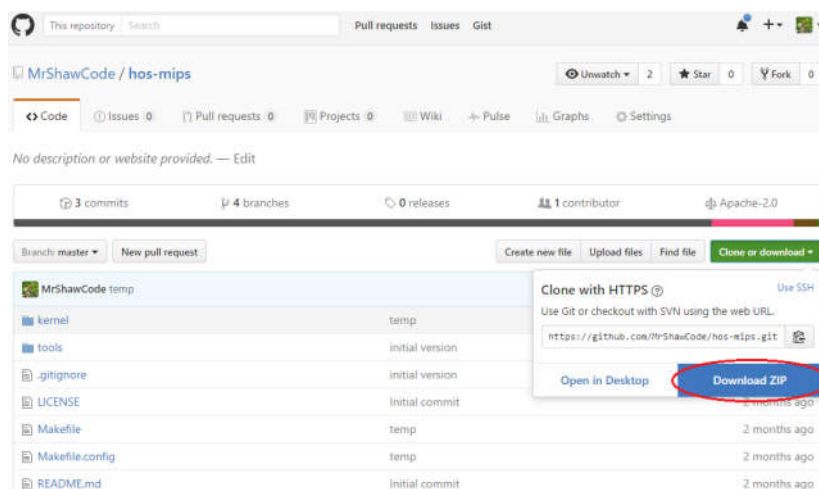 This repository Search Pull requests Issues Gist
MrShawCode / hos-mips Unwatch 2 Star 0 Fork 0
Code Issues 0 Pull requests 0 Projects 0 Wiki Pulse Graphs Settings
No description or website provided. — Edit
3 commits 4 branches 0 releases 1 contributor Apache-2.0
Branch: master New pull request Create new file Upload files Find file Clone or download
MrShawCode temp
Clone with HTTPS Use SSH
Use Git or checkout with SVN using the web URL.
https://github.com/MrShawCode/hos-mips.git
Open in Desktop Download ZIP
kernel temp
tools initial version
.gitignore initial version
LICENSE Initial commit 2 months ago
Makefile temp 2 months ago
Makefile.config temp 2 months ago
README.md Initial commit 2 months ago